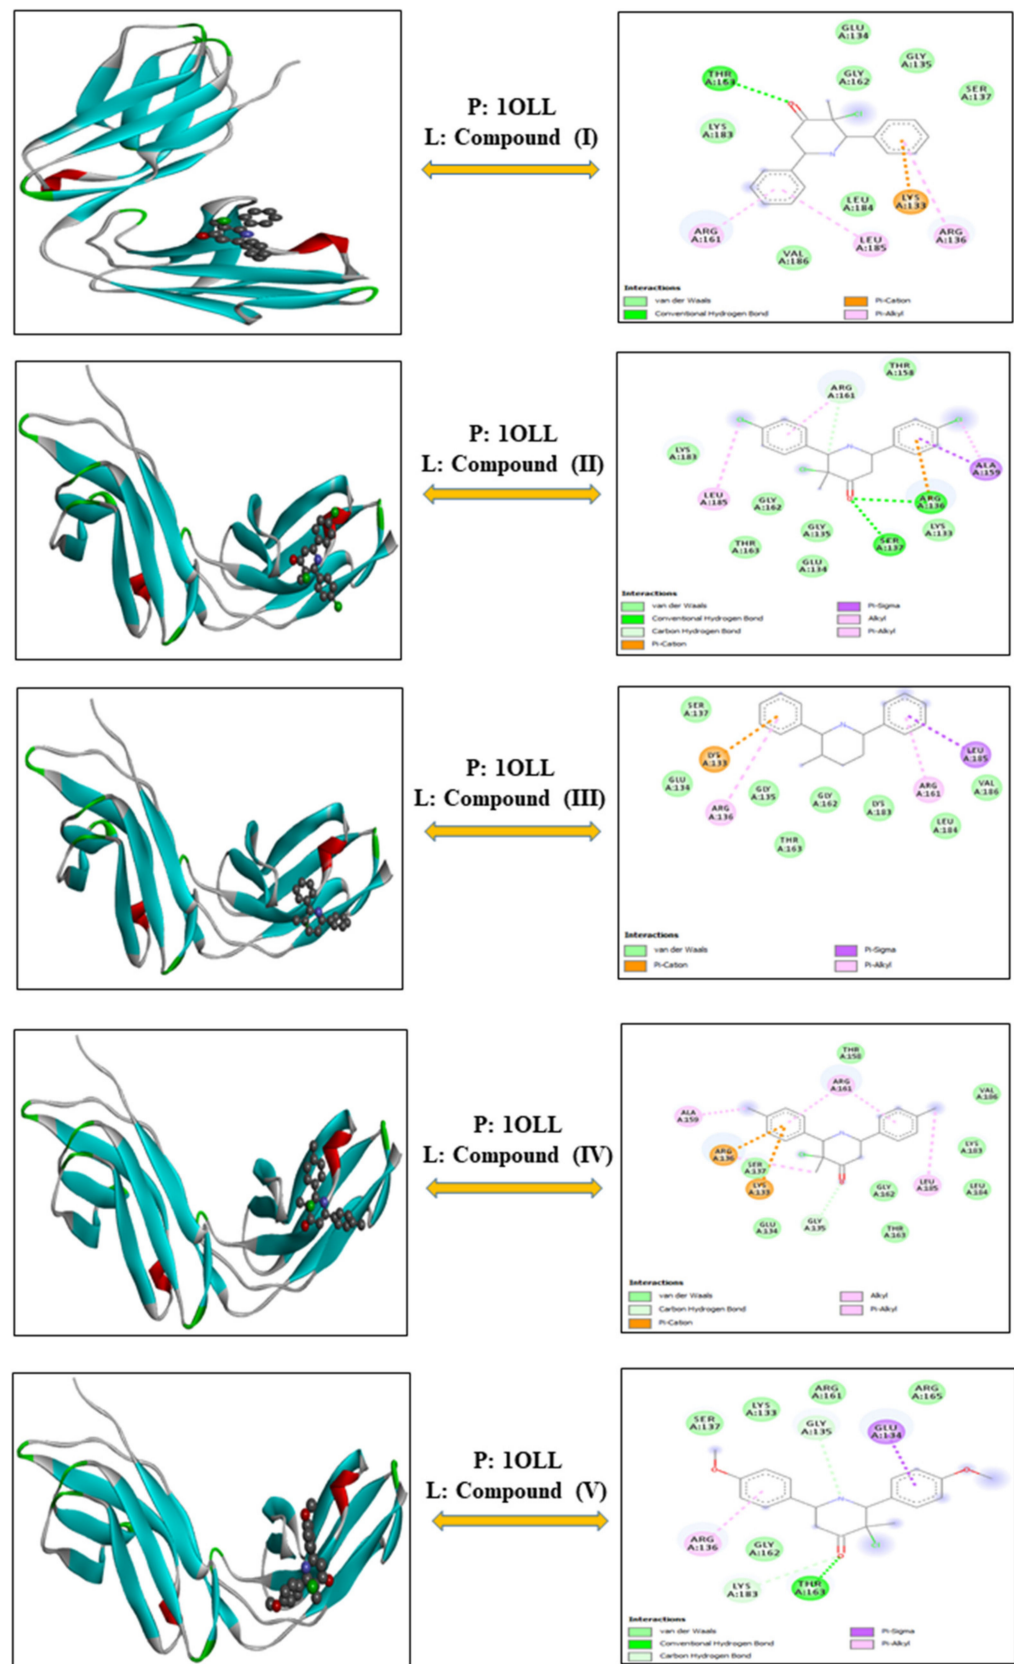 P: 1OLL
L: Compound (I)
GLU
A:134
THR
A:163
GLY
A:162
GLY
A:135
SER
A:137
LYS
A:183
LEU
A:184
LYS
A:133
ARG
A:161
VAL
A:186
LEU
A:185
ARG
A:136
Interactions
van der Waals
Conventional Hydrogen Bond
Pi-Cation
Pi-Alkyl
P: 1OLL
L: Compound (II)
THR
A:158
ARG
A:161
LYS
A:183
ALA
A:159
LEU
A:185
GLY
A:162
ARG
A:136
GLY
A:135
LYS
A:133
THR
A:163
SER
A:137
GLU
A:134
Interactions
van der Waals
Conventional Hydrogen Bond
Carbon Hydrogen Bond
Pi-Cation
Pi-Sigma
Alkyl
Pi-Alkyl
P: 1OLL
L: Compound (III)
SER
A:137
LYS
A:133
LEU
A:185
GLU
A:134
GLY
A:135
GLY
A:162
LYS
A:183
ARG
A:161
VAL
A:186
ARG
A:136
LEU
A:184
THR
A:163
Interactions
van der Waals
Pi-Cation
Pi-Sigma
Pi-Alkyl
P: 1OLL
L: Compound (IV)
THR
A:158
ARG
A:161
VAL
A:186
ALA
A:159
ARG
A:136
SER
A:137
LYS
A:133
LYS
A:183
GLY
A:162
LEU
A:185
LEU
A:184
GLU
A:134
GLY
A:135
THR
A:163
Interactions
van der Waals
Carbon Hydrogen Bond
Pi-Cation
Alkyl
Pi-Alkyl
P: 1OLL
L: Compound (V)
ARG
A:161
ARG
A:165
LYS
A:133
SER
A:137
GLY
A:135
GLU
A:134
N
ARG
A:136
GLY
A:162
LYS
A:183
THR
A:163
Interactions
van der Waals
Conventional Hydrogen Bond
Carbon Hydrogen Bond
Pi-Sigma
Pi-Alkyl